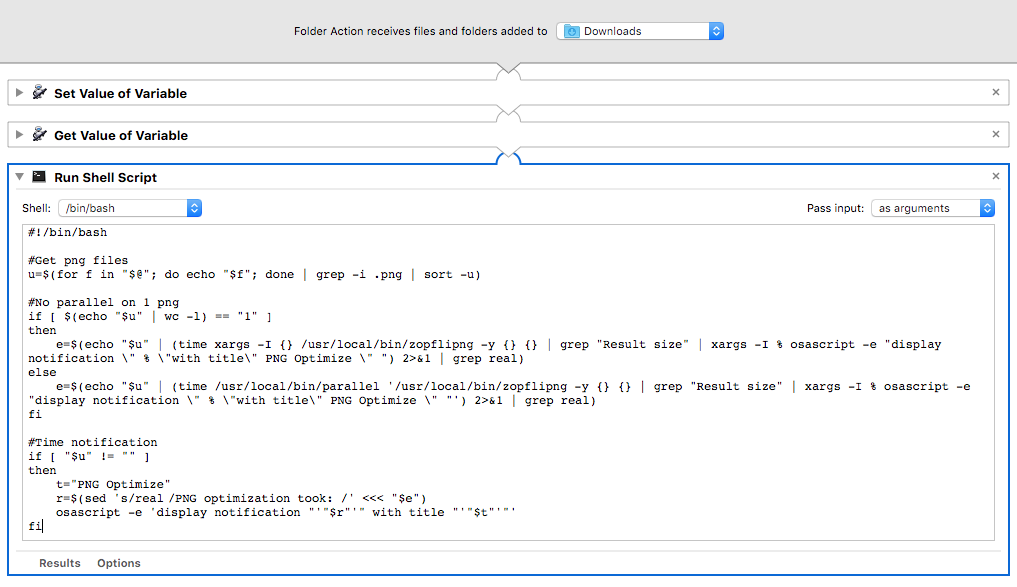 Folder Action receives files and folders added to Downloads
Set Value of Variable
Get Value of Variable
Run Shell Script
Shell: /bin/bash Pass input: as arguments
#!/bin/bash
#Get png files
u=$(for f in "$@"; do echo "$f"; done | grep -i .png | sort -u)
#No parallel on 1 png
if [ $(echo "$u" | wc -l) == "1" ]
then
e=$(echo "$u" | (time xargs -I {} /usr/local/bin/zopflipng -y {} {} | grep "Result size" | xargs -I % osascript -e "display
notification \" % \"with title\" PNG Optimize \" ") 2>&1 | grep real)
else
e=$(echo "$u" | (time /usr/local/bin/parallel '/usr/local/bin/zopflipng -y {} {} | grep "Result size" | xargs -I % osascript -e
"display notification \" % \"with title\" PNG Optimize \" "') 2>&1 | grep real)
fi
#Time notification
if [ "$u" != "" ]
then
t="PNG Optimize"
r=$(sed 's/real /PNG optimization took: /' <<< "$e")
osascript -e 'display notification "'"$r"'" with title "'"$t"'"'
fi
Results Options